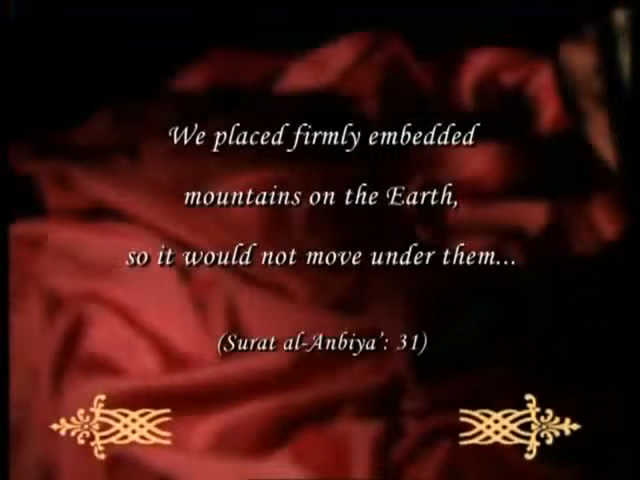 We placed firmly embedded
mountains on the Earth,
so it would not move under them...
(Surat al-Anbiya': 31)